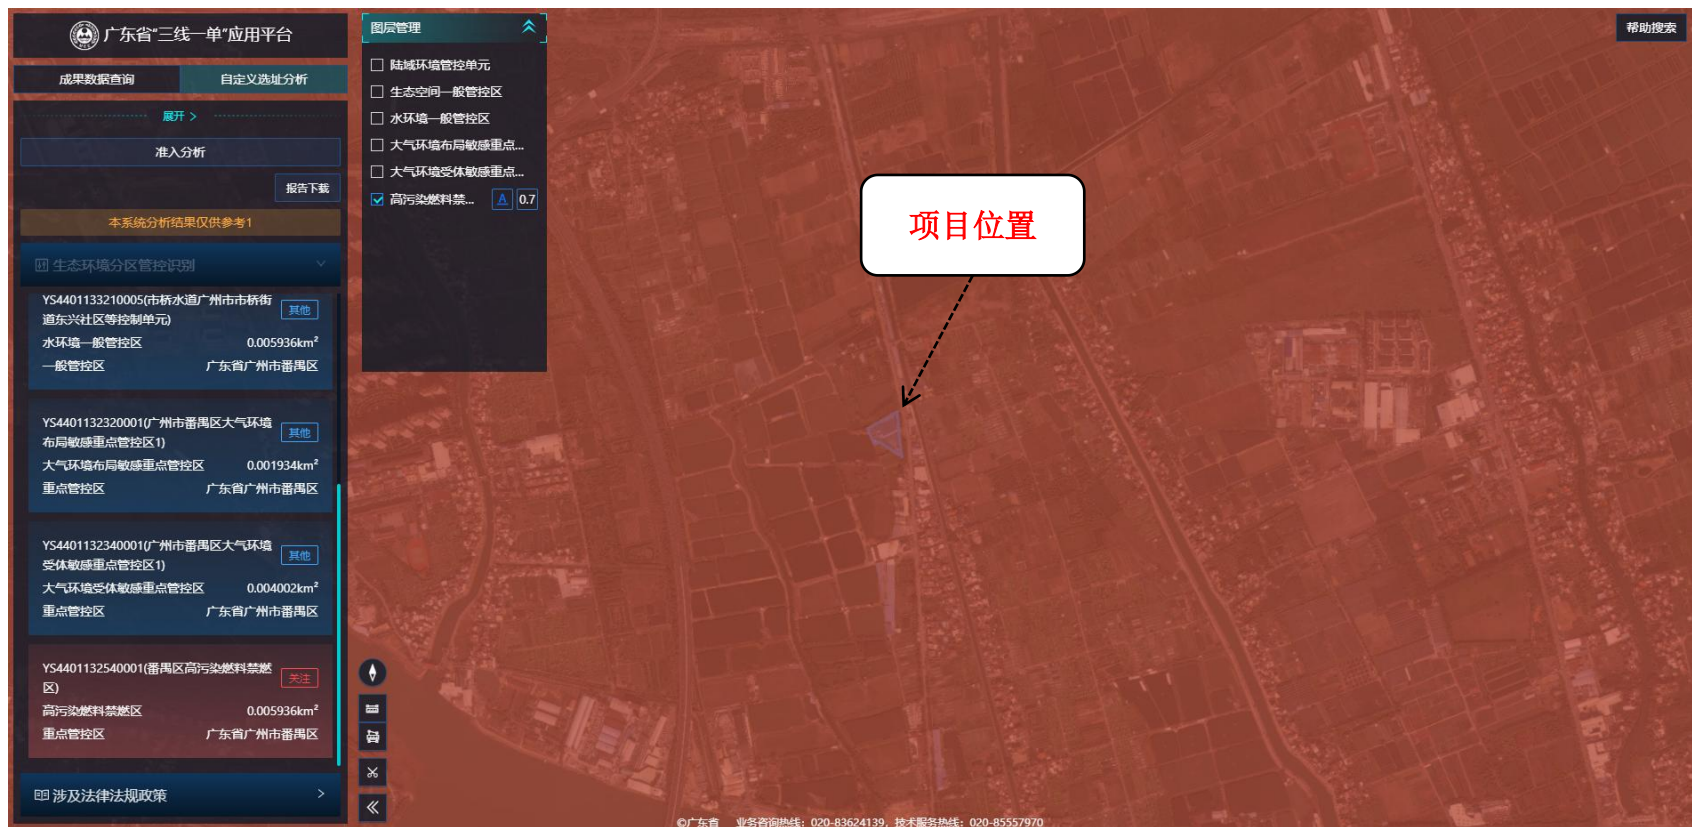 广东省“三线一单”应用平台
成果数据查询
自定义选址分析
展开 >
准入分析
报告下载
本系统分析结果仅供参考1
生态环境分区管控识别
YS4401133210005(市桥水道广州市市桥街
道东兴社区等控制单元)
其他
水环境一般管控区
0.005936km²
一般管控区
广东省广州市番禺区
YS4401132320001(广州市番禺区大气环境
布局敏感重点管控区1)
其他
大气环境布局敏感重点管控区
0.001934km²
重点管控区
广东省广州市番禺区
YS4401132340001(广州市番禺区大气环境
受体敏感重点管控区1)
其他
大气环境受体敏感重点管控区
0.004002km²
重点管控区
广东省广州市番禺区
YS4401132540001(番禺区高污染燃料禁燃
区)
关注
高污染燃料禁燃区
0.005936km²
重点管控区
广东省广州市番禺区
涉及法律法规政策
图层管理
陆域环境管控单元
生态空间一般管控区
水环境一般管控区
大气环境布局敏感重点...
大气环境受体敏感重点...
高污染燃料禁... A 0.7
项目位置
帮助搜索
©广东省 业务咨询热线：020-83624139，技术服务热线：020-85557970